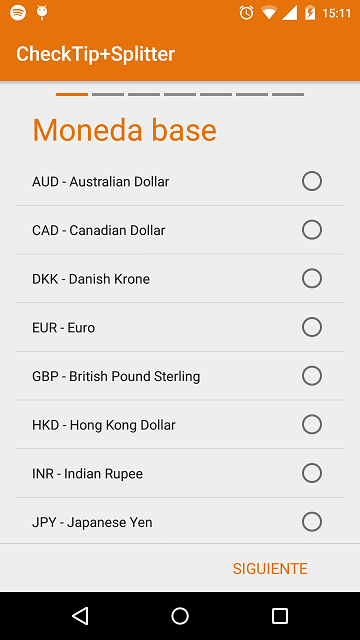 15:11
CheckTip+Splitter
Moneda base
AUD - Australian Dollar
CAD - Canadian Dollar
DKK - Danish Krone
EUR - Euro
GBP - British Pound Sterling
HKD - Hong Kong Dollar
INR - Indian Rupee
JPY - Japanese Yen
SIGUIENTE